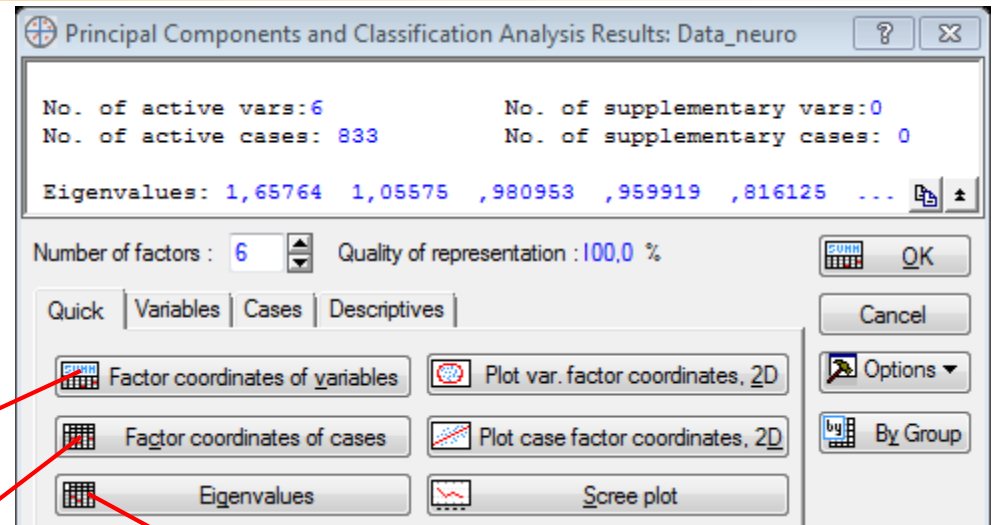 Principal Components and Classification Analysis Results: Data_neuro
No. of active vars:6 No. of supplementary vars:0
No. of active cases: 833 No. of supplementary cases: 0
Eigenvalues: 1,65764 1,05575 ,980953 ,959919 ,816125 ...
Number of factors : 6 Quality of representation :100,0 %
OK
Quick Variables Cases Descriptives
Cancel
Factor coordinates of variables Plot var. factor coordinates, 2D
Options
Factor coordinates of cases Plot case factor coordinates, 2D
By Group
Eigenvalues Scree plot